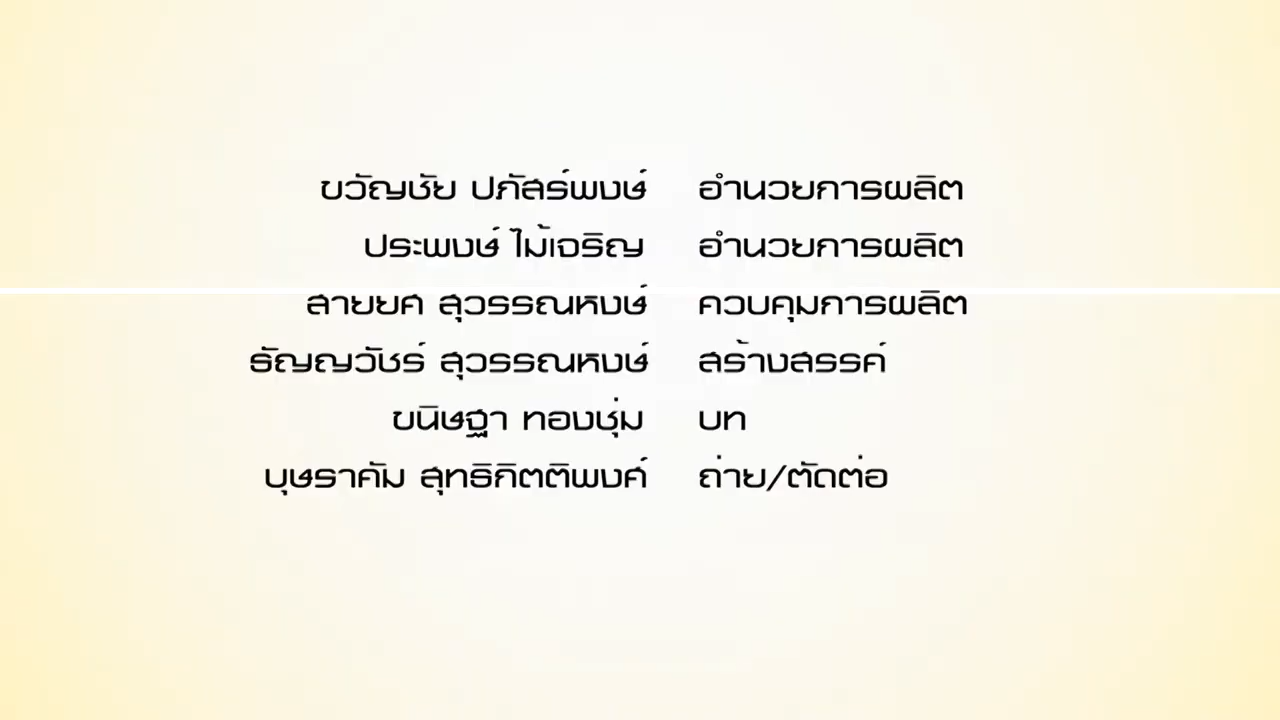 ขวัญชัย ปภัสร์พงษ์ อำนวยการผลิต
ประพงษ์ ไม้เจริญ อำนวยการผลิต
สายยศ สุวรรณหงษ์ ควบคุมการผลิต
ธัญญวัชร์ สุวรรณหงษ์ สร้างสรรค์
ขนิษฐา ทองชุ่ม บท
บุษราคัม สุทธิกิตติพงศ์ ถ่าย/ตัดต่อ